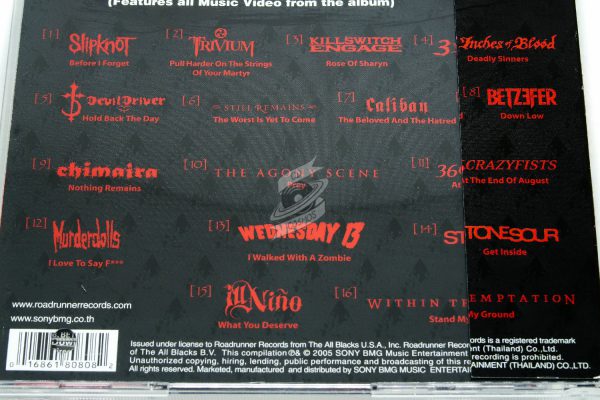 (Features all Music Video from the album)
[1] SlipKnoT
Before I Forget
[2] TRIVIUM
Pull Harder On The Strings
Of Your Martyr
[3] KILLSWITCH
ENGAGE
Rose Of Sharyn
[4] 3 Inches of Blood
Deadly Sinners
[5] DevilDriver
Hold Back The Day
[6] STILL REMAINS
The Worst Is Yet To Come
[7] Caliban
The Beloved And The Hatred
[8] BETZEFER
Down Low
[9] chimaira
Nothing Remains
[10] THE AGONY SCENE
Prey
[11] 36 CRAZYFISTS
At The End Of August
[12] Murderdolls
I Love To Say F***
[13] WEDNESDAY 13
I Walked With A Zombie
[14] STONESOUR
Get Inside
[15] ill Niño
What You Deserve
[16] WITHIN TEMPTATION
Stand My Ground
www.roadrunnerrecords.com
www.sonybmg.co.th
0 16861 80808 2
Issued under license to Roadrunner Records from The All Blacks U.S.A., Inc. Roadrunner Records is a registered trademark
of The All Blacks B.V. This compilation ℗& © 2005 SONY BMG Music Entertainment (Thailand) Co.,Ltd.
Unauthorized copying, hiring, lending, public performance and broadcasting of this recording is prohibited.
All rights reserved. Marketed, manufactured and distributed by SONY BMG MUSIC ENTERTAINMENT (THAILAND) CO.,LTD.